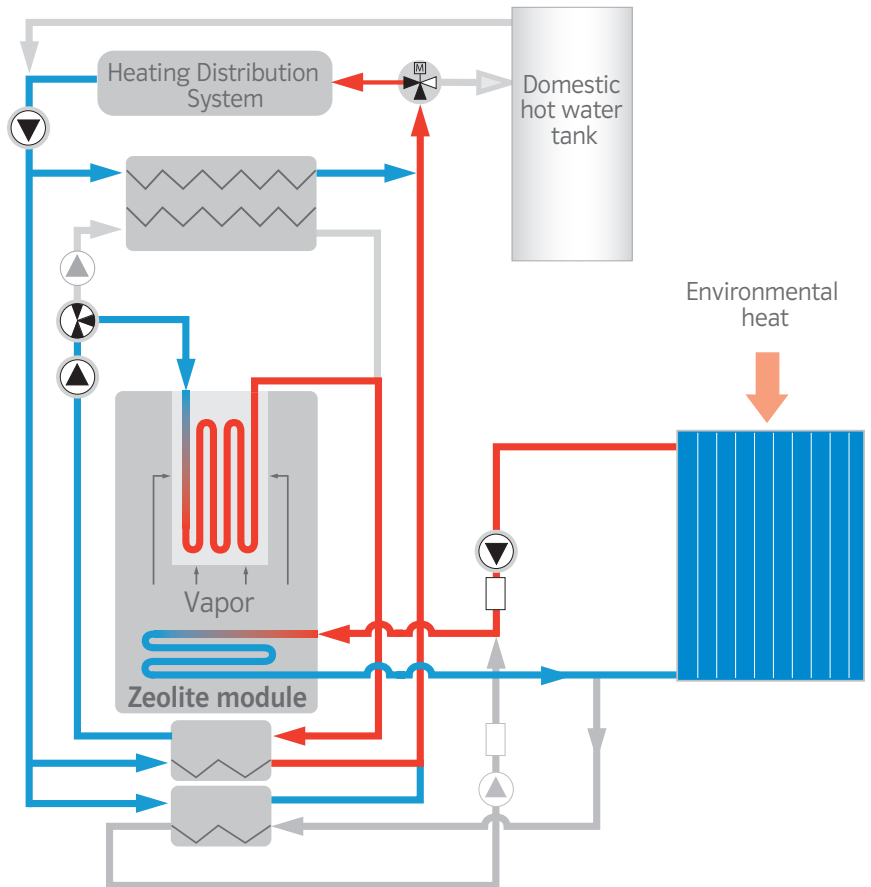 Heating Distribution
System
M
Domestic
hot water
tank
Environmental
heat
Vapor
Zeolite module